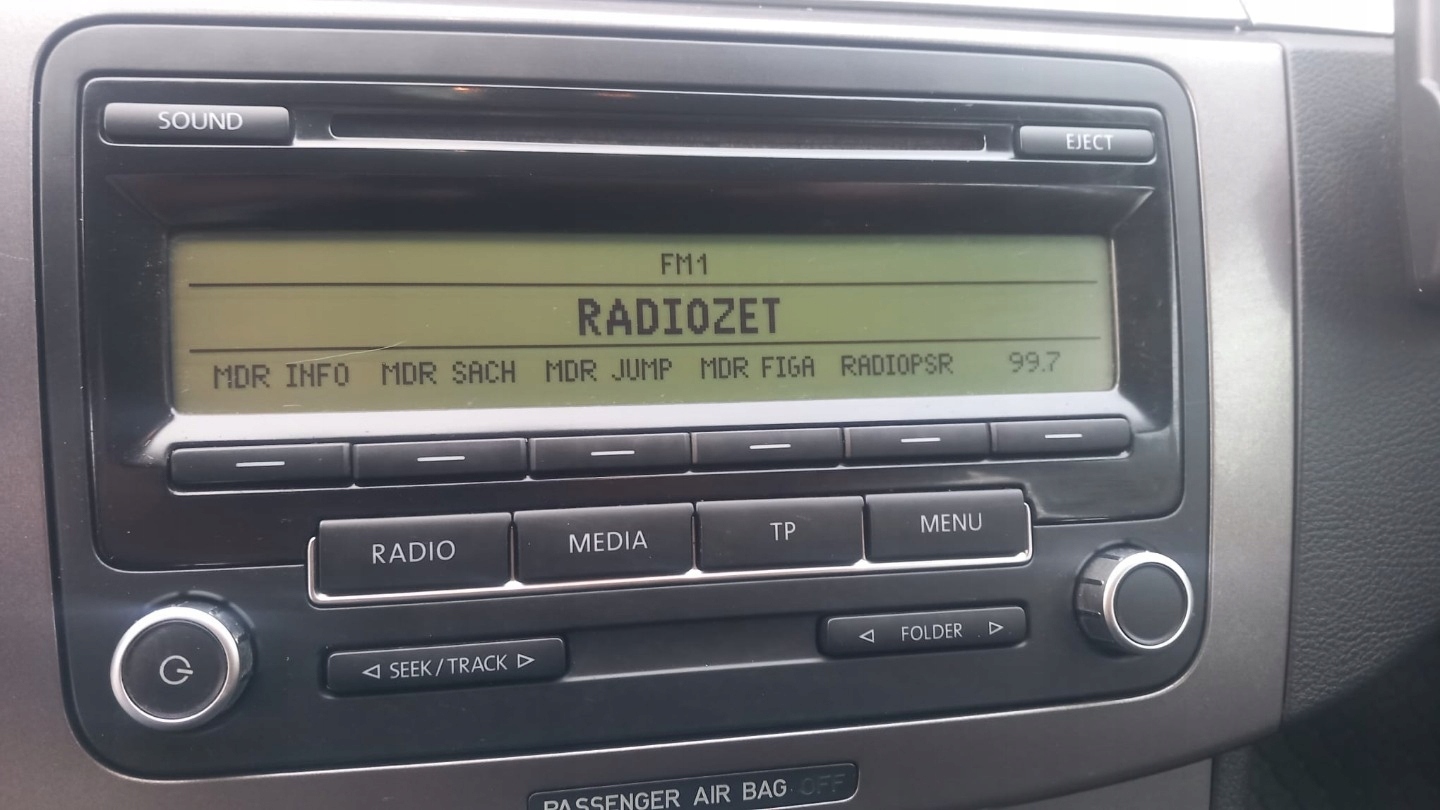 SOUND
EJECT
FM1
RADIOZET
MDR INFO MDR SACH MDR JUMP MDR FIGA RADIOPSR 99.7
RADIO MEDIA TP MENU
SEEK/TRACK
FOLDER
PASSENGER AIR BAG OFF